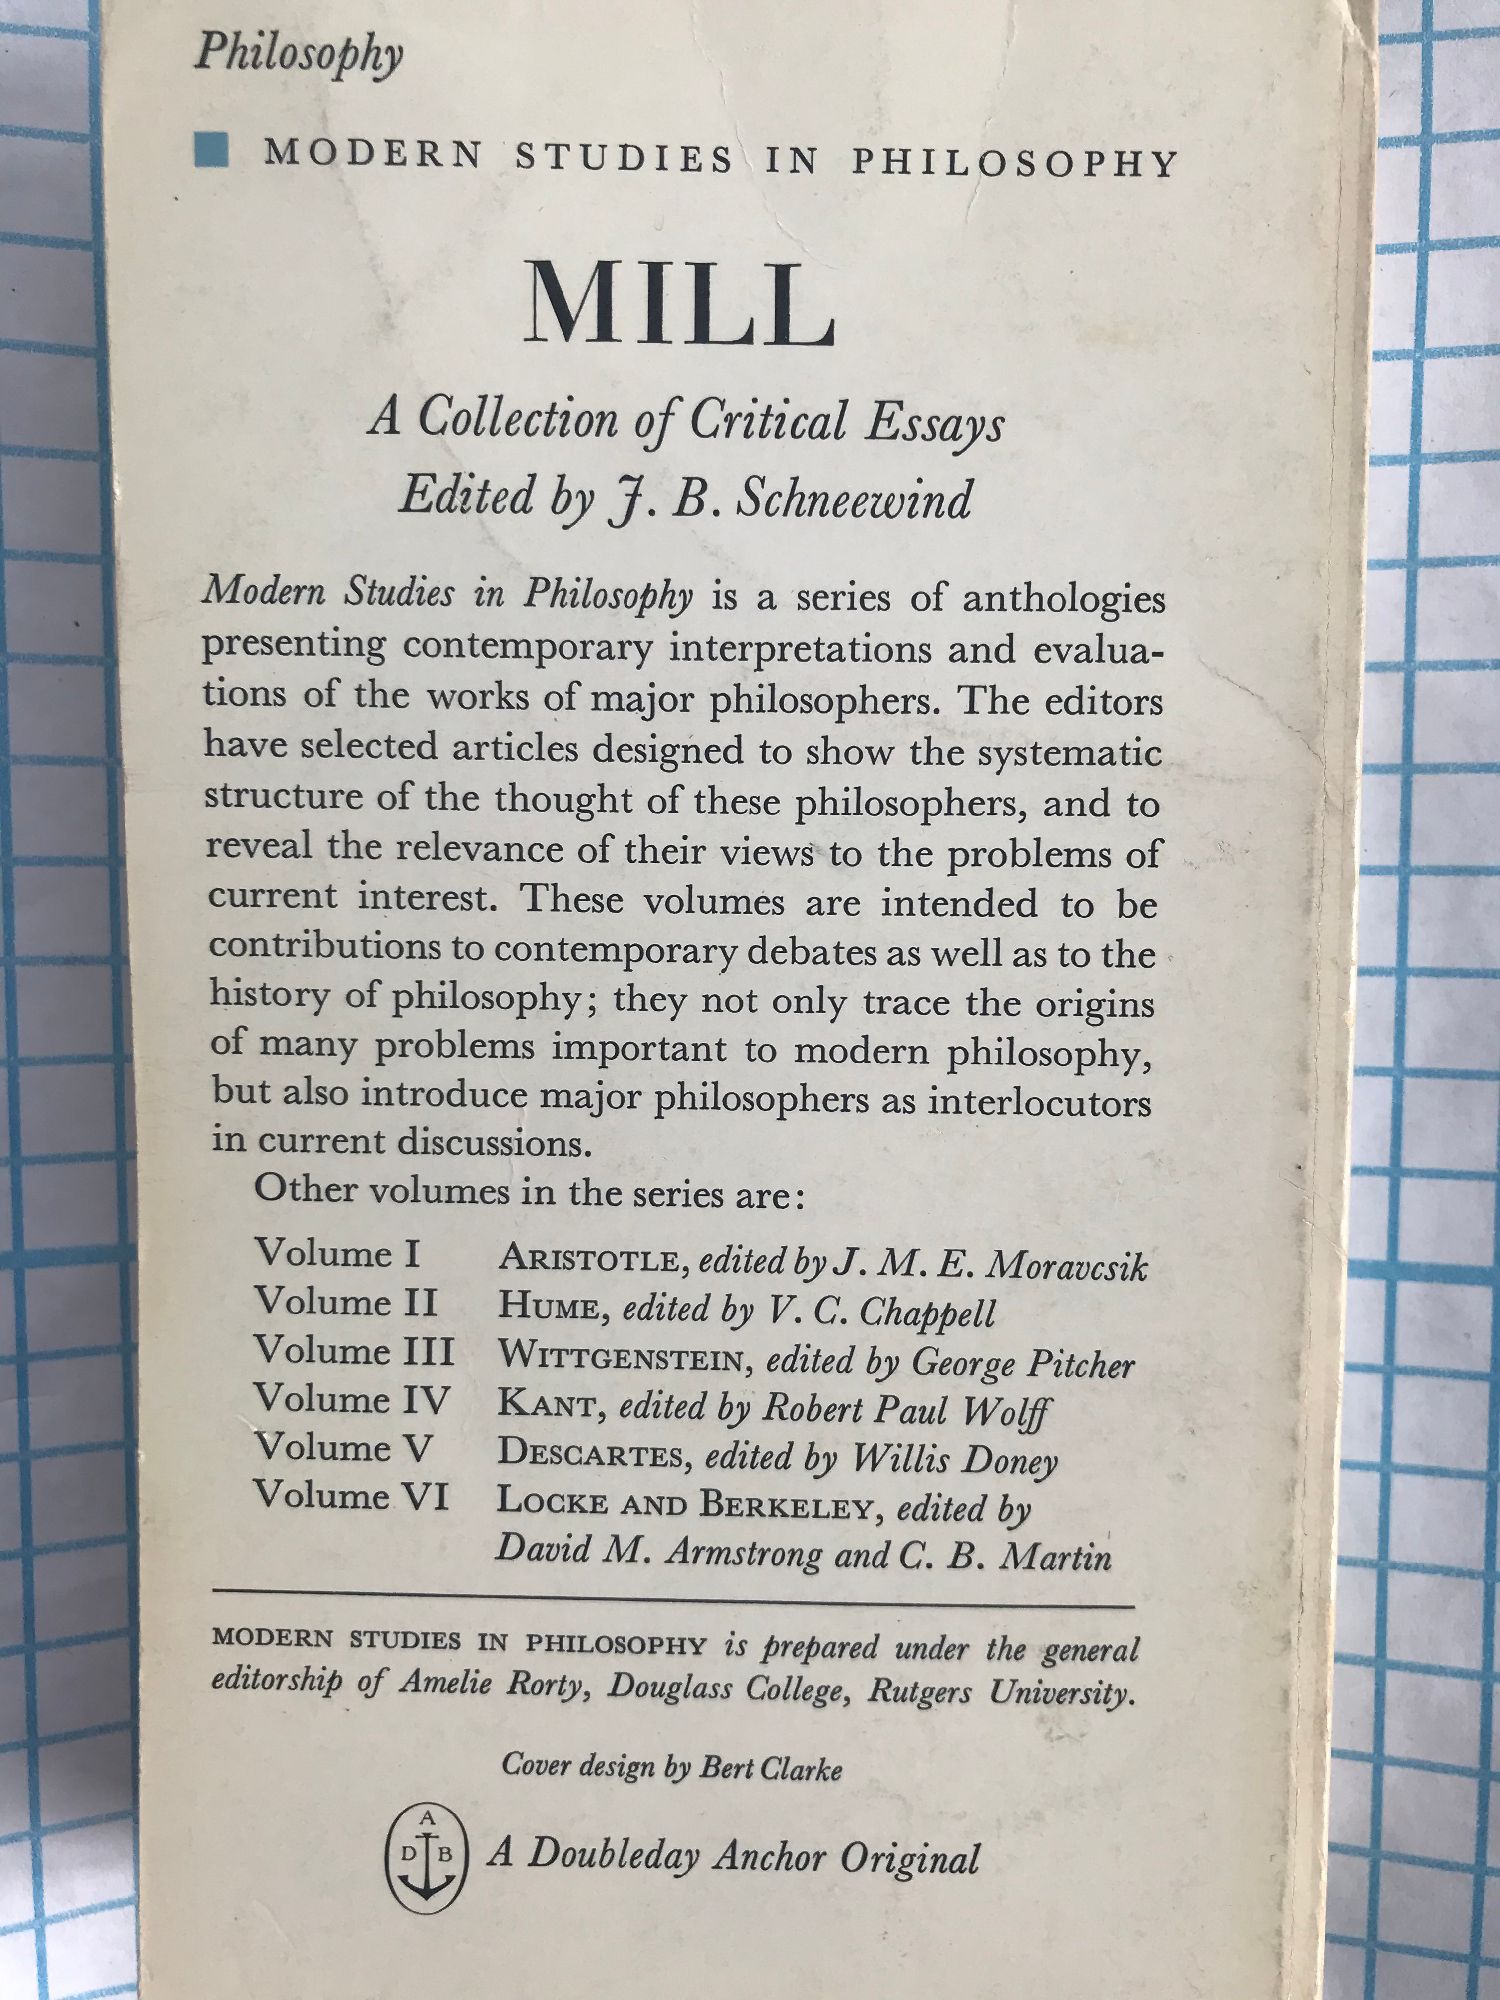 Philosophy
MODERN STUDIES IN PHILOSOPHY
MILL
A Collection of Critical Essays
Edited by J. B. Schneewind
Modern Studies in Philosophy is a series of anthologies
presenting contemporary interpretations and evalua-
tions of the works of major philosophers. The editors
have selected articles designed to show the systematic
structure of the thought of these philosophers, and to
reveal the relevance of their views to the problems of
current interest. These volumes are intended to be
contributions to contemporary debates as well as to the
history of philosophy; they not only trace the origins
of many problems important to modern philosophy,
but also introduce major philosophers as interlocutors
in current discussions.
Other volumes in the series are:
Volume I ARISTOTLE, edited by J. M. E. Moravcsik
Volume II HUME, edited by V. C. Chappell
Volume III WITTGENSTEIN, edited by George Pitcher
Volume IV KANT, edited by Robert Paul Wolff
Volume V DESCARTES, edited by Willis Doney
Volume VI LOCKE AND BERKELEY, edited by
David M. Armstrong and C. B. Martin
MODERN STUDIES IN PHILOSOPHY is prepared under the general
editorship of Amelie Rorty, Douglass College, Rutgers University.
Cover design by Bert Clarke
A
D B
A Doubleday Anchor Original